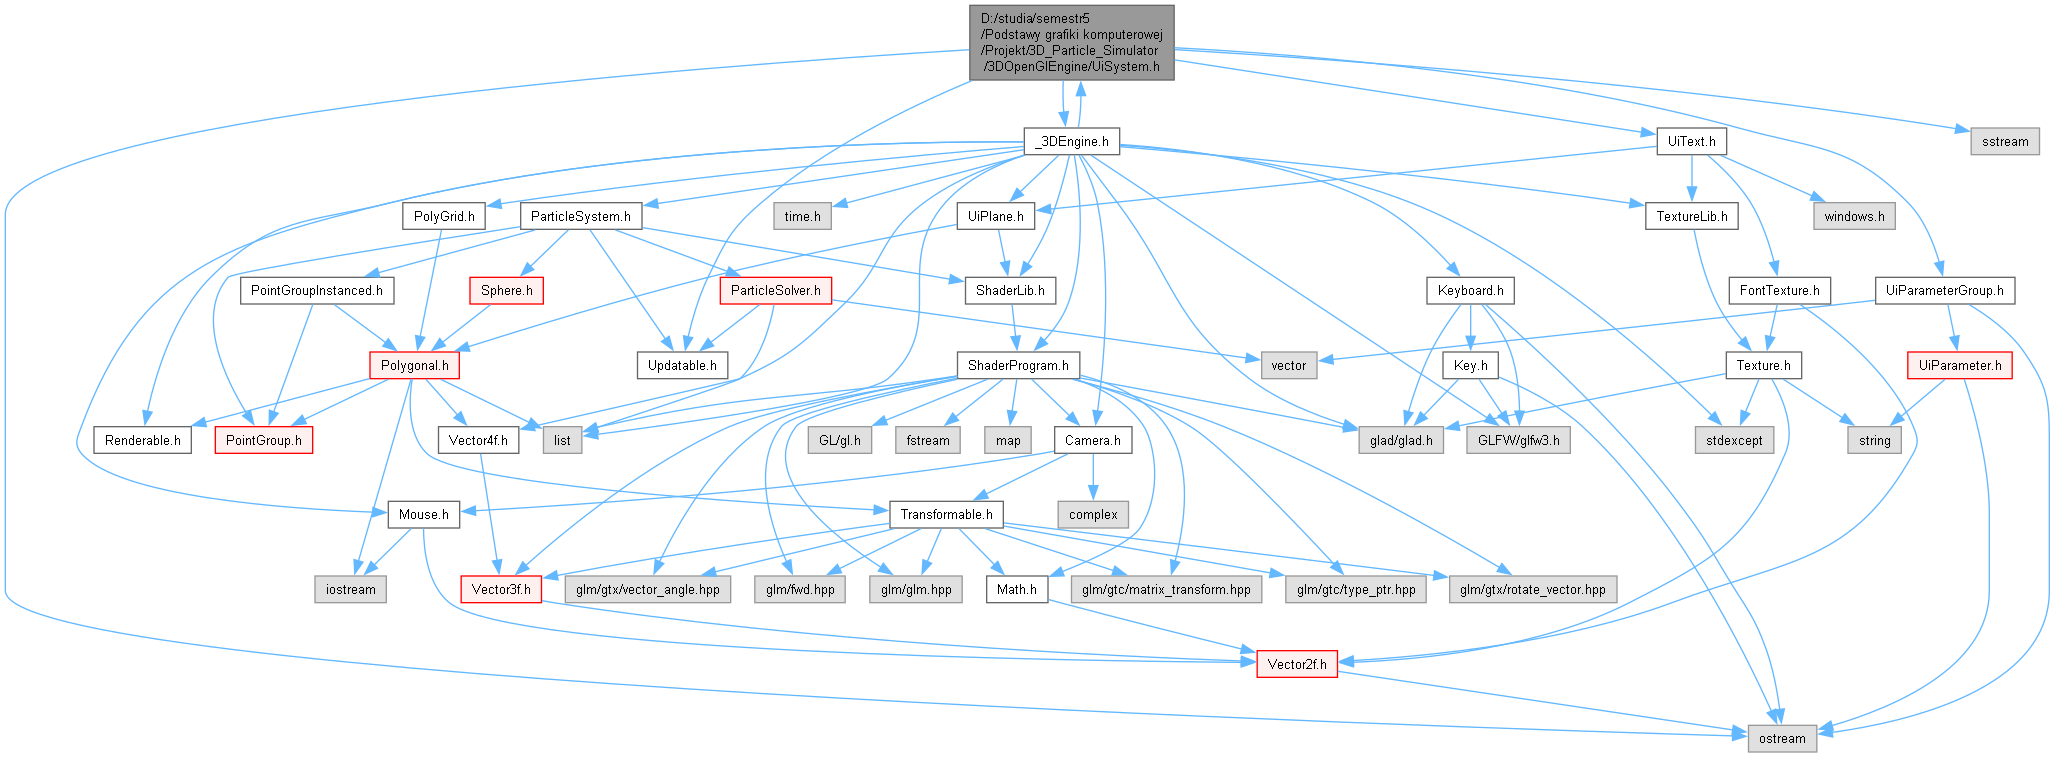 D:/studia/semestr5
/Podstawy grafiki komputerowej
/Projekt/3D_Particle_Simulator
/3DOpenGlEngine/UiSystem.h
_3DEngine.h
UiText.h
sstream
PolyGrid.h
ParticleSystem.h
time.h
UiPlane.h
TextureLib.h
windows.h
PointGroupInstanced.h
Sphere.h
ParticleSolver.h
ShaderLib.h
Keyboard.h
FontTexture.h
UiParameterGroup.h
Polygonal.h
Updatable.h
ShaderProgram.h
vector
Key.h
Texture.h
UiParameter.h
Renderable.h
PointGroup.h
Vector4f.h
list
GL/gl.h
fstream
map
Camera.h
glad/glad.h
GLFW/glfw3.h
stdexcept
string
Mouse.h
Transformable.h
complex
iostream
Vector3f.h
glm/gtx/vector_angle.hpp
glm/fwd.hpp
glm/glm.hpp
Math.h
glm/gtc/matrix_transform.hpp
glm/gtc/type_ptr.hpp
glm/gtx/rotate_vector.hpp
Vector2f.h
ostream